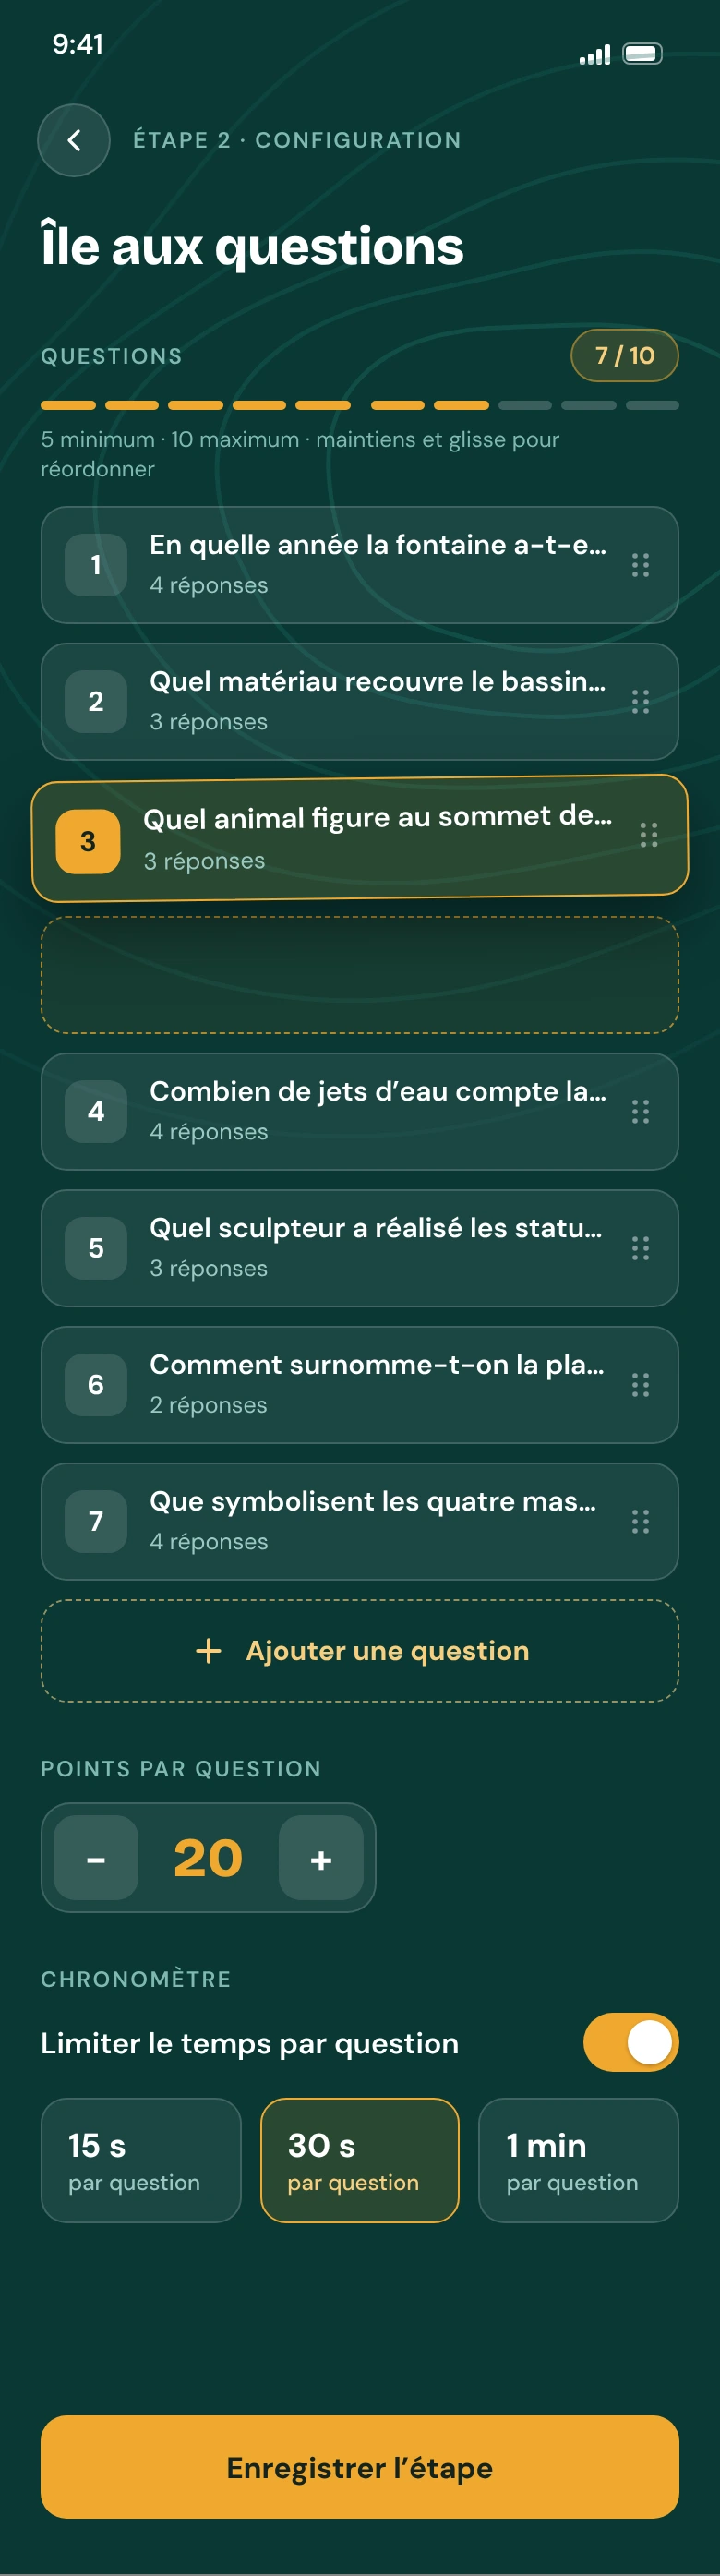 9:41
ÉTAPE 2 · CONFIGURATION
Île aux questions
QUESTIONS
7 / 10
5 minimum · 10 maximum · maintiens et glisse pour
réordonner
1
En quelle année la fontaine a-t-e...
4 réponses
2
Quel matériau recouvre le bassin...
3 réponses
3
Quel animal figure au sommet de...
3 réponses
4
Combien de jets d’eau compte la...
4 réponses
5
Quel sculpteur a réalisé les statu...
3 réponses
6
Comment surnomme-t-on la pla...
2 réponses
7
Que symbolisent les quatre mas...
4 réponses
+ Ajouter une question
POINTS PAR QUESTION
− 20 +
CHRONOMÈTRE
Limiter le temps par question
15 s
par question
30 s
par question
1 min
par question
Enregistrer l’étape